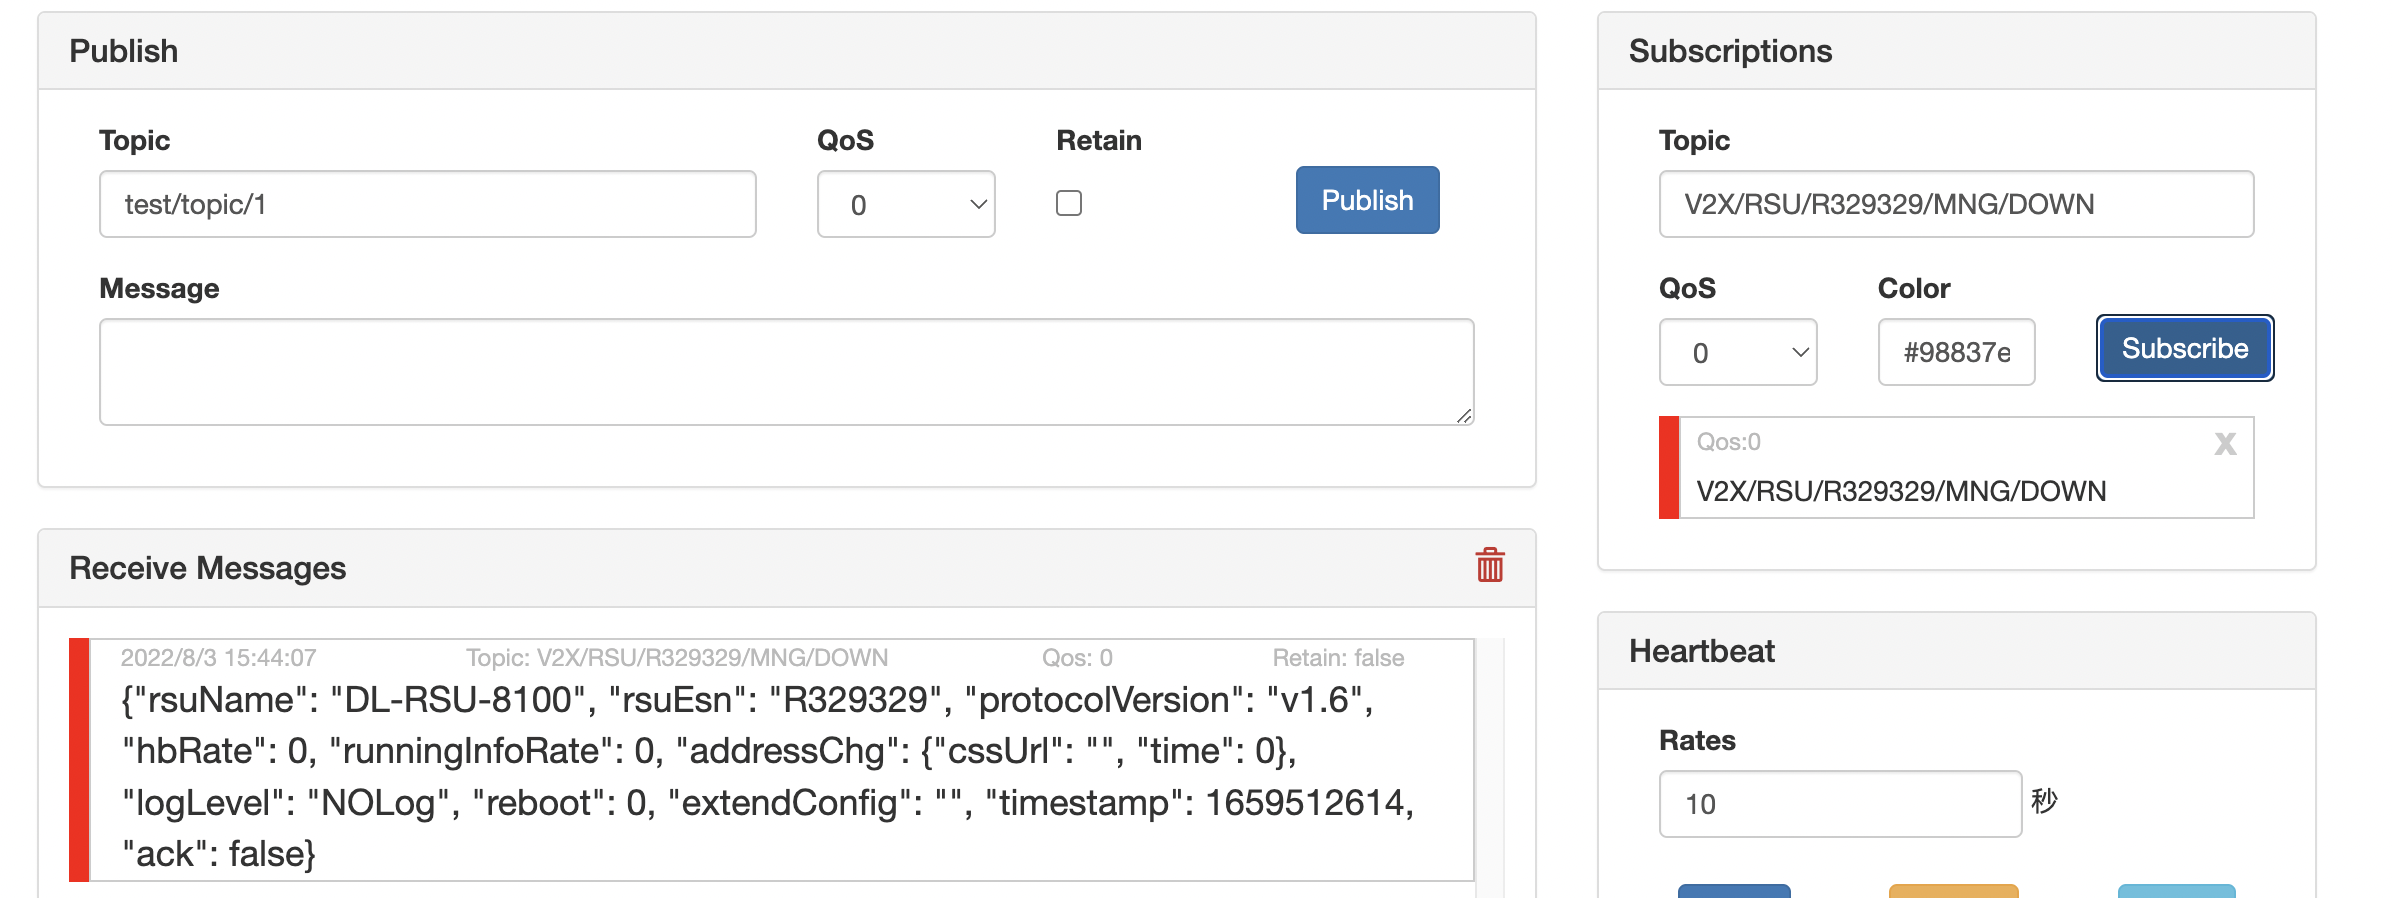 Publish
Topic
QoS
Retain
test/topic/1
0
Publish
Message
Receive Messages
2022/8/3 15:44:07
Topic: V2X/RSU/R329329/MNG/DOWN
Qos: 0
Retain: false
{"rsuName": "DL-RSU-8100", "rsuEsn": "R329329", "protocolVersion": "v1.6",
"hbRate": 0, "runningInfoRate": 0, "addressChg": {"cssUrl": "", "time": 0},
"logLevel": "NOLog", "reboot": 0, "extendConfig": "", "timestamp": 1659512614,
"ack": false}
Subscriptions
Topic
V2X/RSU/R329329/MNG/DOWN
QoS
Color
0
#98837e
Subscribe
Qos:0
X
V2X/RSU/R329329/MNG/DOWN
Heartbeat
Rates
10
秒